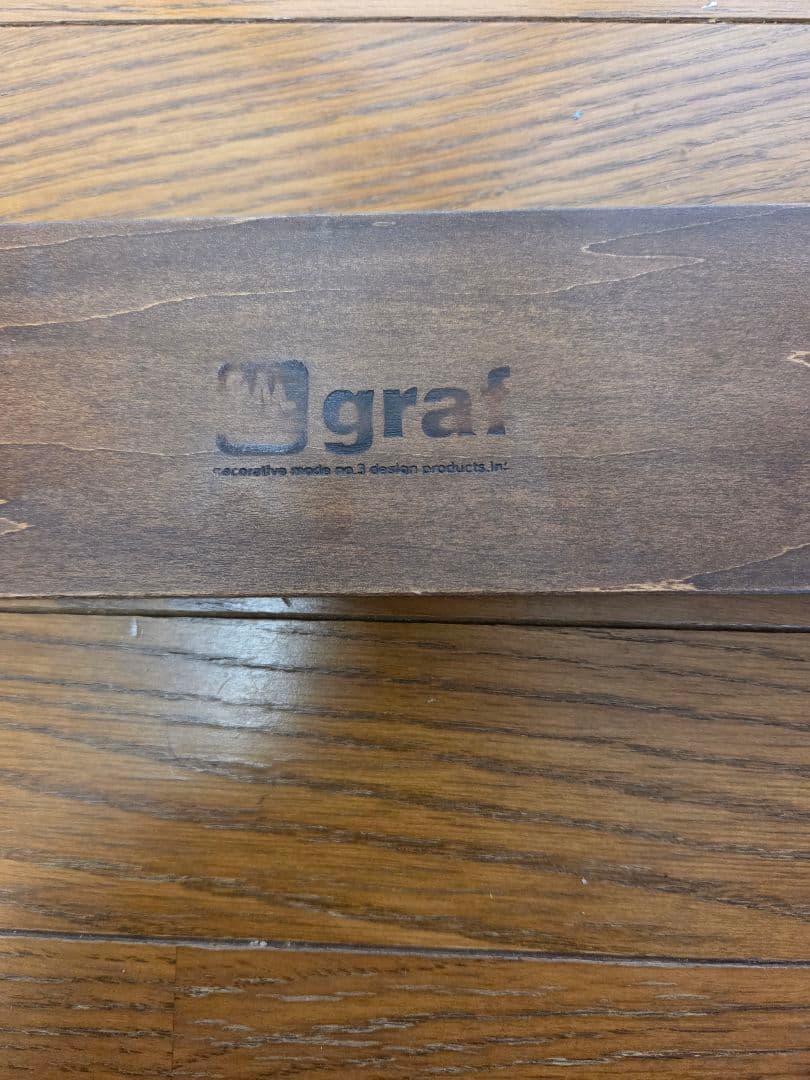 graf
decorative mode no.3 design products.inc